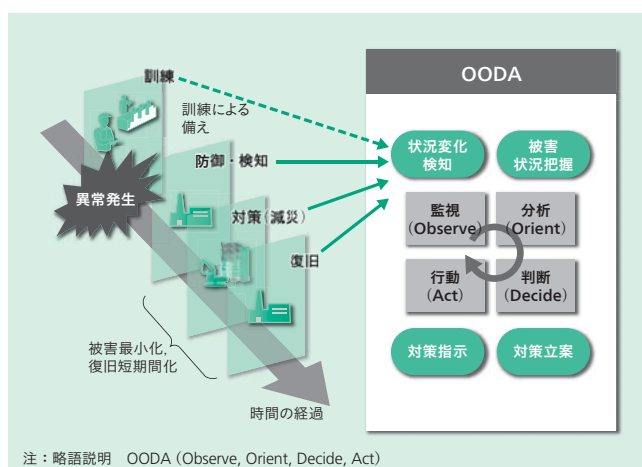 訓練
訓練による
備え
防御・検知
異常発生
対策（減災）
復旧
被害最小化,
復旧短期間化
時間の経過
OODA
状況変化
検知
被害
状況把握
監視
（Observe）
分析
（Orient）
行動
（Act）
判断
（Decide）
対策指示
対策立案
注：略語説明　OODA（Observe, Orient, Decide, Act）